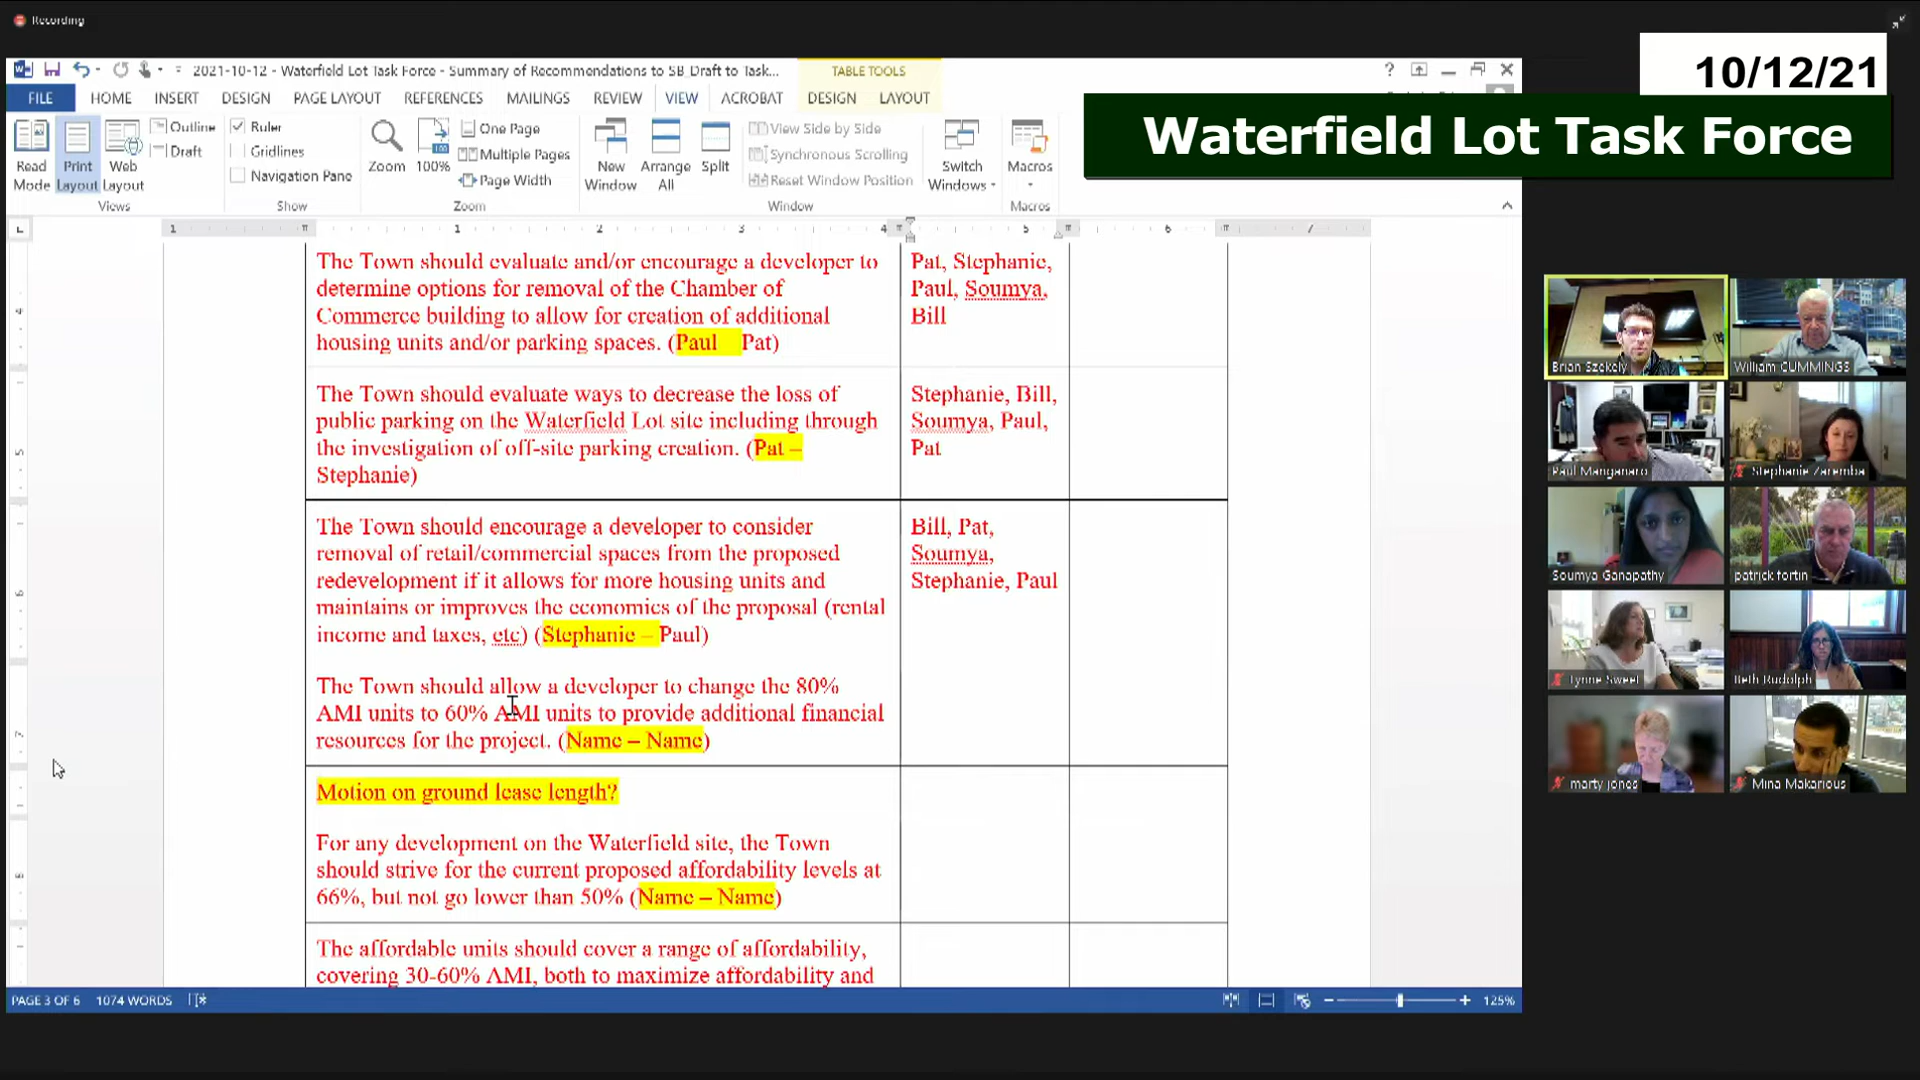 Recording
10/12/21
Waterfield Lot Task Force
2021-10-12 - Waterfield Lot Task Force - Summary of Recommendations to SB_Draft to Task...
TABLE TOOLS
?
FILE HOME INSERT DESIGN PAGE LAYOUT REFERENCES MAILINGS REVIEW VIEW ACROBAT DESIGN LAYOUT
Read Mode
Print Layout
Web Layout
Outline
Draft
Views
Ruler
Gridlines
Navigation Pane
Show
Zoom
100%
One Page
Multiple Pages
Page Width
Zoom
New Window
Arrange All
Split
View Side by Side
Synchronous Scrolling
Reset Window Position
Window
Switch Windows
Macros
Macros
1 1 2 3 4 5 6 7
The Town should evaluate and/or encourage a developer to
determine options for removal of the Chamber of
Commerce building to allow for creation of additional
housing units and/or parking spaces. (Paul Pat)
Pat, Stephanie,
Paul, Soumya,
Bill
The Town should evaluate ways to decrease the loss of
public parking on the Waterfield Lot site including through
the investigation of off-site parking creation. (Pat –
Stephanie)
Stephanie, Bill,
Soumya, Paul,
Pat
The Town should encourage a developer to consider
removal of retail/commercial spaces from the proposed
redevelopment if it allows for more housing units and
maintains or improves the economics of the proposal (rental
income and taxes, etc) (Stephanie – Paul)
Bill, Pat,
Soumya,
Stephanie, Paul
The Town should allow a developer to change the 80%
AMI units to 60% AMI units to provide additional financial
resources for the project. (Name – Name)
Motion on ground lease length?
For any development on the Waterfield site, the Town
should strive for the current proposed affordability levels at
66%, but not go lower than 50% (Name – Name)
The affordable units should cover a range of affordability,
covering 30-60% AMI, both to maximize affordability and
PAGE 3 OF 6 1074 WORDS
125%
Brian Szekely
William CUMMINGS
Paul Manganaro
Stephanie Zaremba
Soumya Ganapathy
patrick fortin
Lynne Sweet
Beth Rudolph
marty jones
Mina Makarious